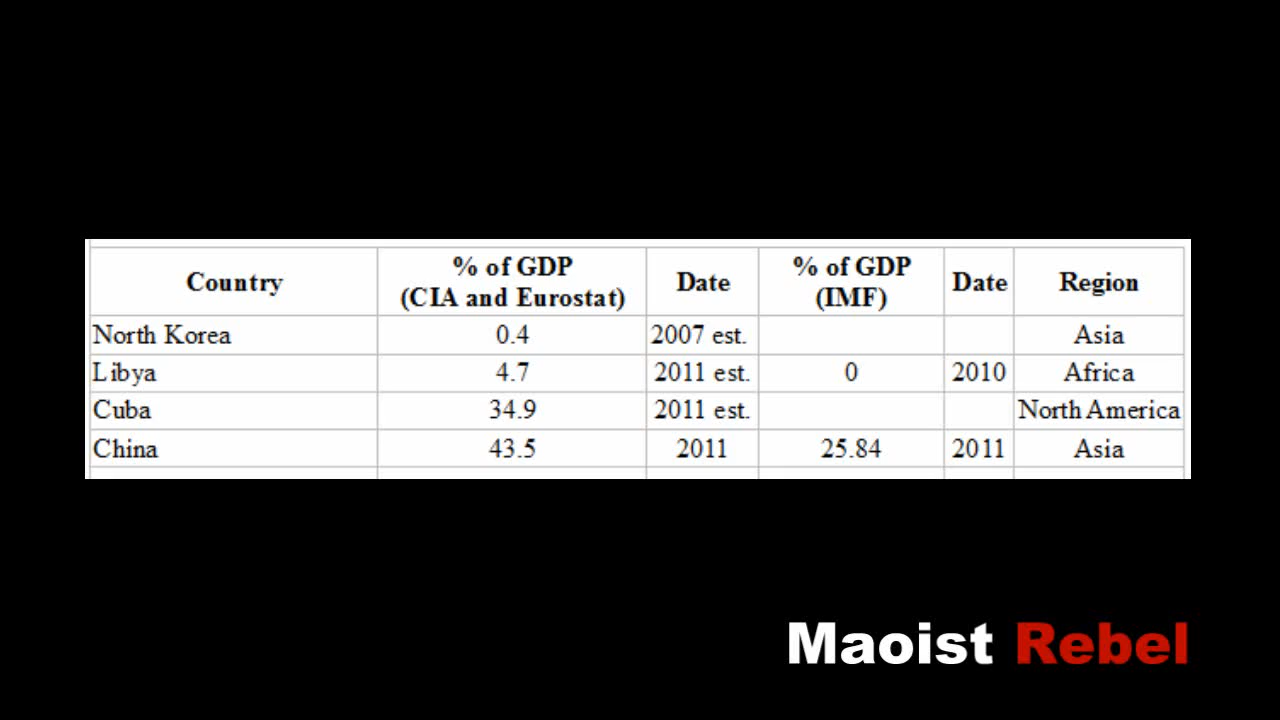 Country % of GDP (CIA and Eurostat) Date % of GDP (IMF) Date Region
North Korea 0.4 2007 est. Asia
Libya 4.7 2011 est. 0 2010 Africa
Cuba 34.9 2011 est. North America
China 43.5 2011 25.84 2011 Asia
Maoist Rebel